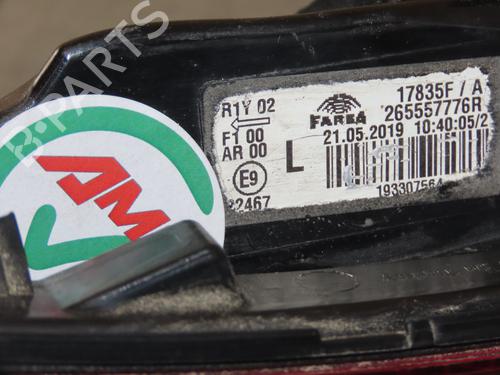 R1Y 02
F1 00
AR 00
E9
22467
FARBA
L
17835F / A
265557776R
21.05.2019 10:40:05/2
193307564
AM
B-PARTS